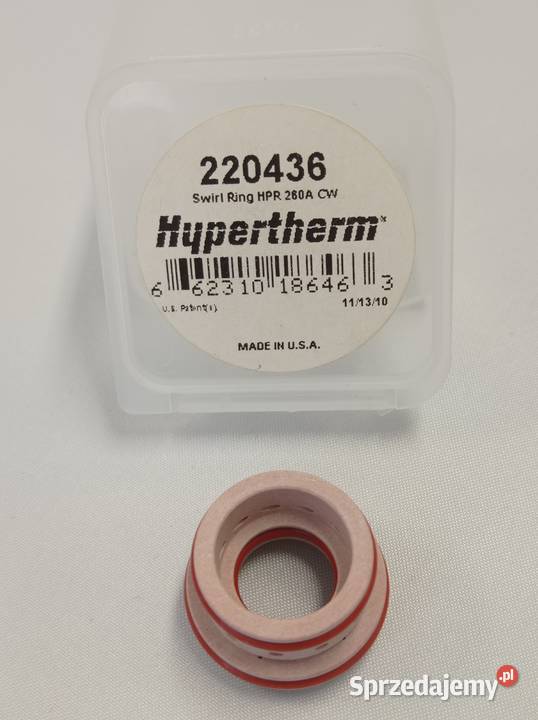 220436
Swirl Ring HPR 260A CW
Hypertherm
6 62310 18646 3
U.S. Patent(s).
11/13/10
MADE IN U.S.A.
Sprzedajemy.pl